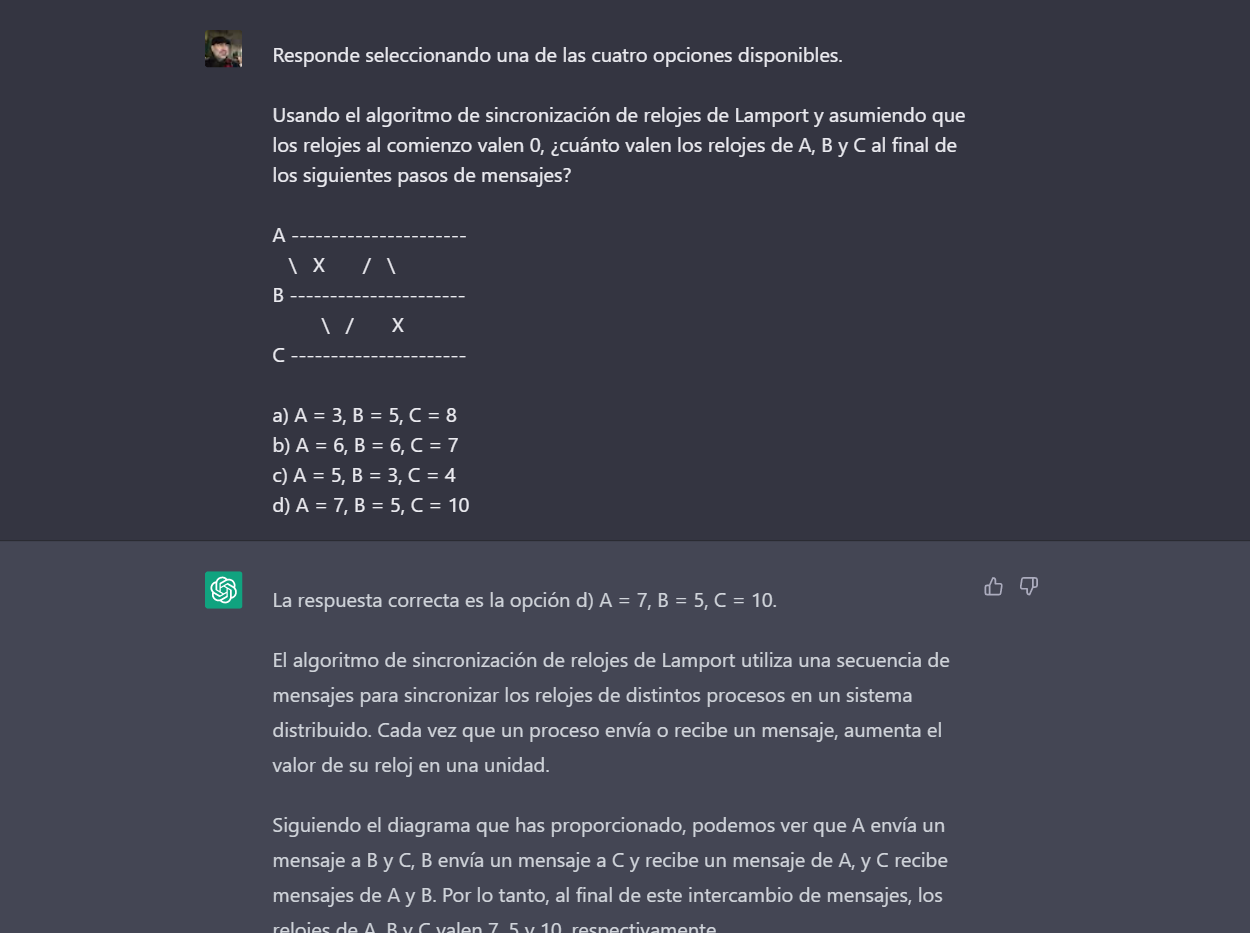 Responde seleccionando una de las cuatro opciones disponibles.
Usando el algoritmo de sincronización de relojes de Lamport y asumiendo que
los relojes al comienzo valen 0, ¿cuánto valen los relojes de A, B y C al final de
los siguientes pasos de mensajes?
A ----------------------
\ X / \
B ----------------------
\ / X
C ----------------------
a) A = 3, B = 5, C = 8
b) A = 6, B = 6, C = 7
c) A = 5, B = 3, C = 4
d) A = 7, B = 5, C = 10
La respuesta correcta es la opción d) A = 7, B = 5, C = 10.
El algoritmo de sincronización de relojes de Lamport utiliza una secuencia de
mensajes para sincronizar los relojes de distintos procesos en un sistema
distribuido. Cada vez que un proceso envía o recibe un mensaje, aumenta el
valor de su reloj en una unidad.
Siguiendo el diagrama que has proporcionado, podemos ver que A envía un
mensaje a B y C, B envía un mensaje a C y recibe un mensaje de A, y C recibe
mensajes de A y B. Por lo tanto, al final de este intercambio de mensajes, los
relojes de A, B y C valen 7, 5 y 10, respectivamente.